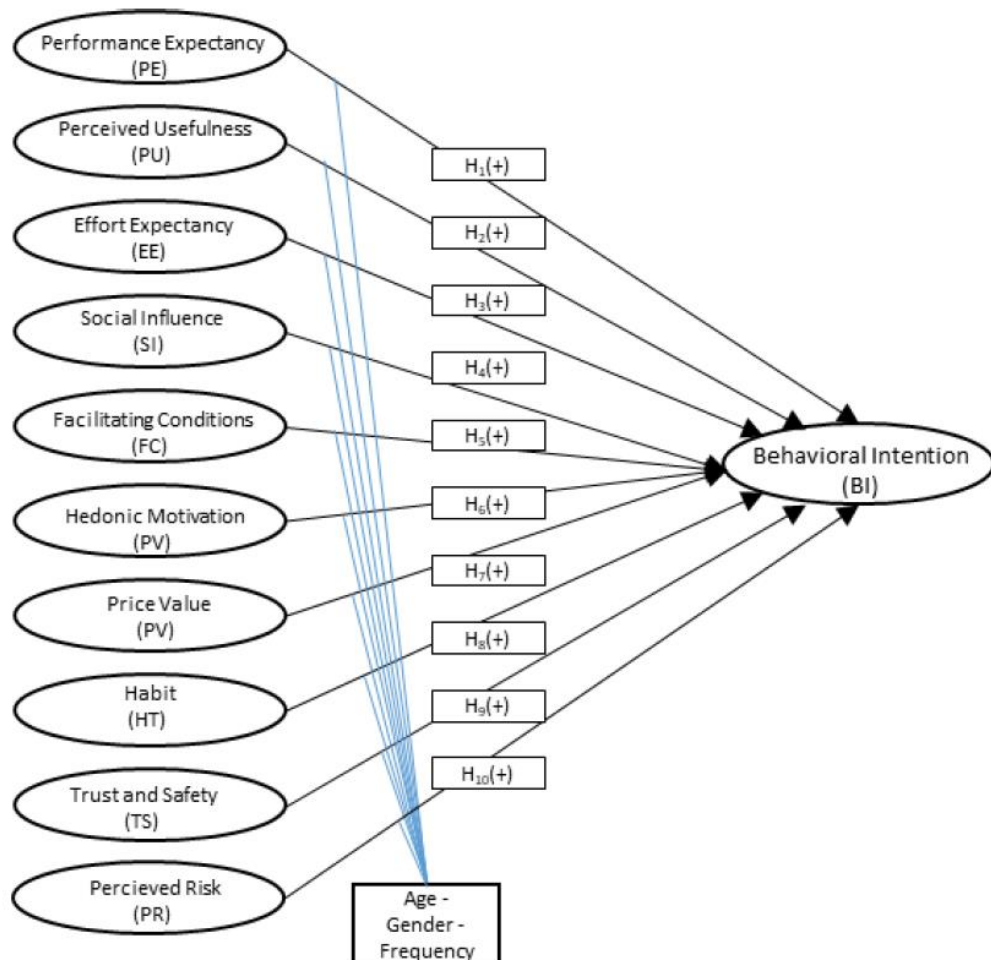 Performance Expectancy
(PE)
Perceived Usefulness
(PU)
Effort Expectancy
(EE)
Social Influence
(SI)
Facilitating Conditions
(FC)
Hedonic Motivation
(PV)
Price Value
(PV)
Habit
(HT)
Trust and Safety
(TS)
Percieved Risk
(PR)
H₁(+)
H₂(+)
H₃(+)
H₄(+)
H₅(+)
H₆(+)
H₇(+)
H₈(+)
H₉(+)
H₁₀(+)
Behavioral Intention
(BI)
Age -
Gender -
Frequency